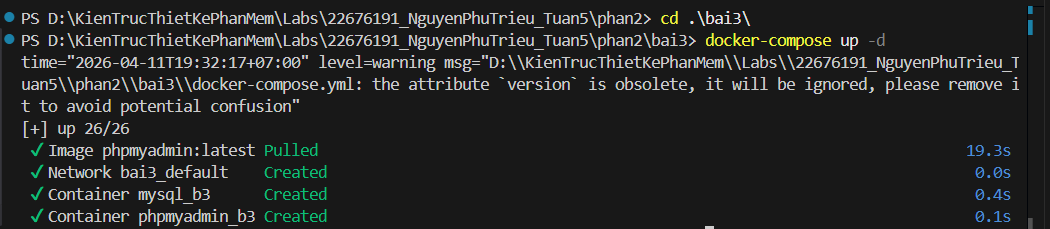 PS D:\KienTrucThietKePhanMem\Labs\22676191_NguyenPhuTrieu_Tuan5\phan2> cd .\bai3\
PS D:\KienTrucThietKePhanMem\Labs\22676191_NguyenPhuTrieu_Tuan5\phan2\bai3> docker-compose up -d
time="2026-04-11T19:32:17+07:00" level=warning msg="D:\\KienTrucThietKePhanMem\\Labs\\22676191_NguyenPhuTrieu_T
uan5\\phan2\\bai3\\docker-compose.yml: the attribute `version` is obsolete, it will be ignored, please remove i
t to avoid potential confusion"
[+] up 26/26
✓ Image phpmyadmin:latest Pulled 19.3s
✓ Network bai3_default Created 0.0s
✓ Container mysql_b3 Created 0.4s
✓ Container phpmyadmin_b3 Created 0.1s